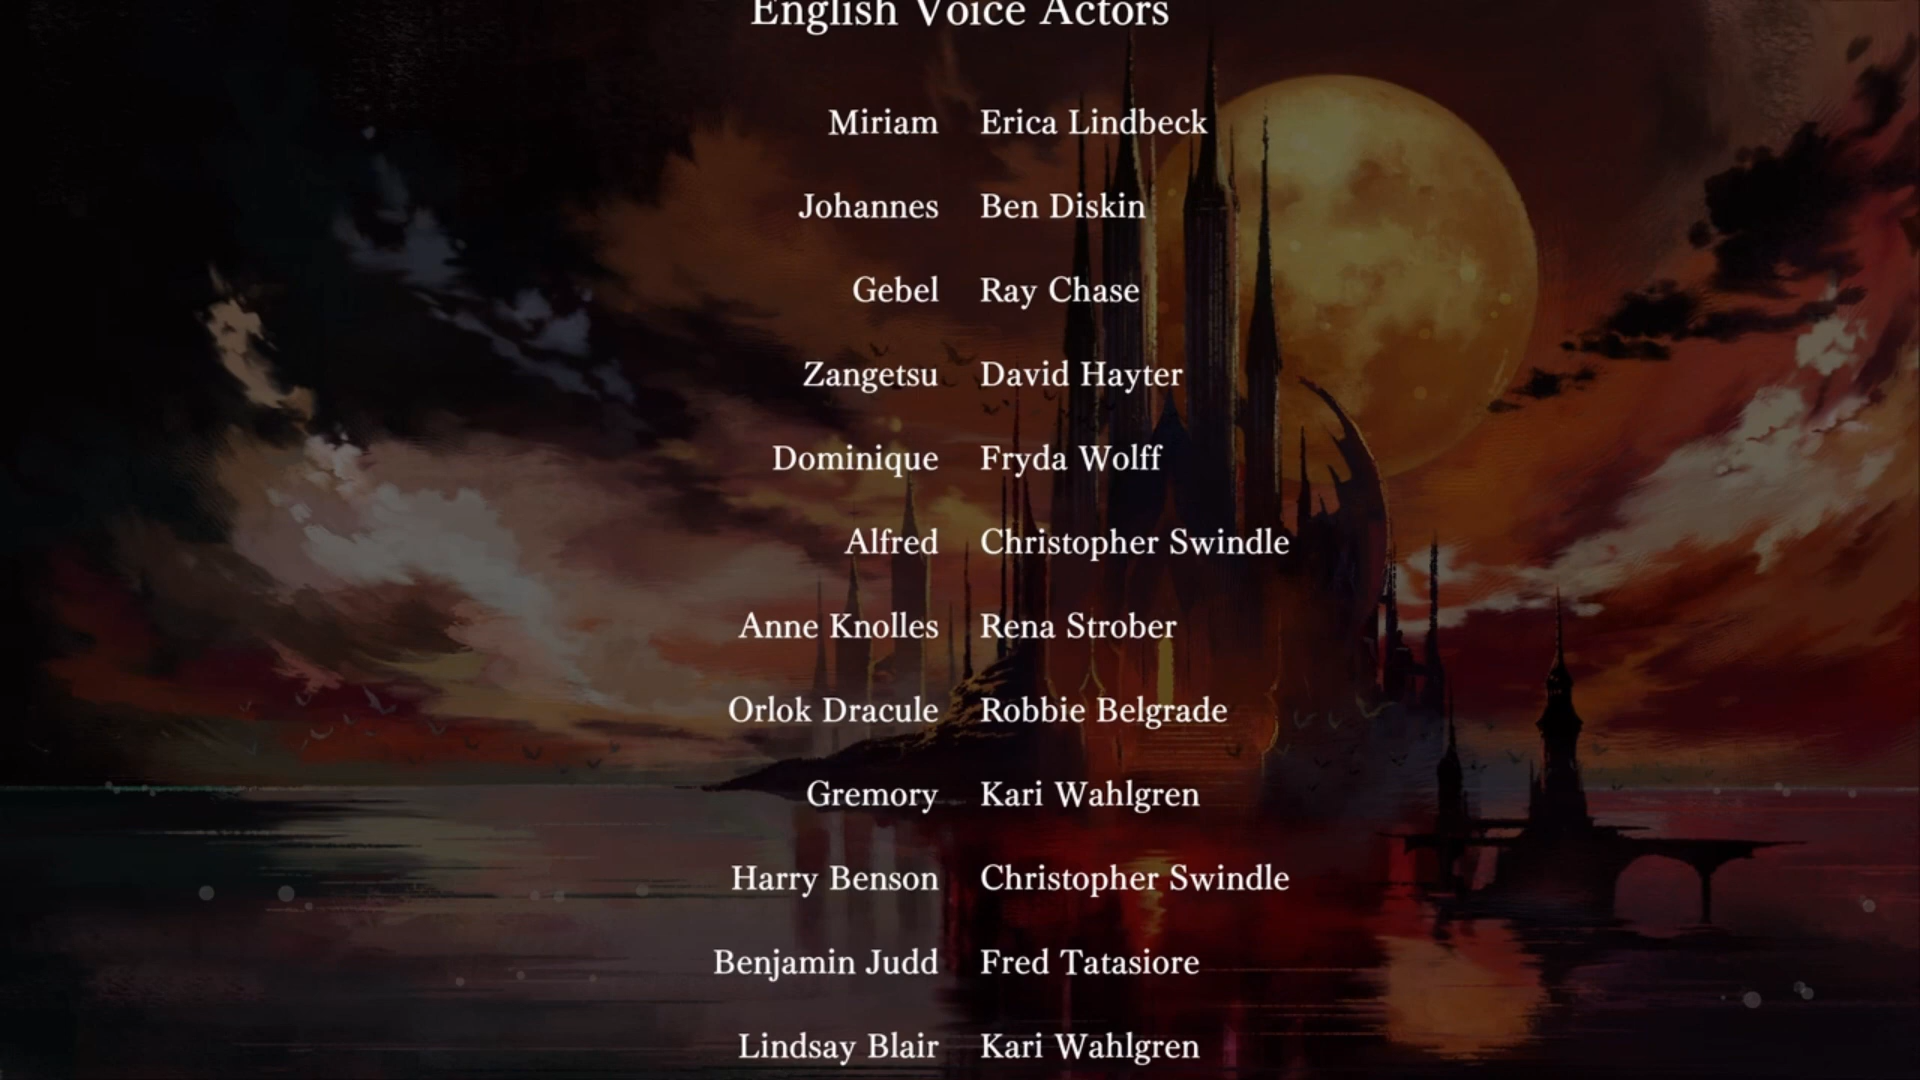 English Voice Actors
Miriam Erica Lindbeck
Johannes Ben Diskin
Gebel Ray Chase
Zangetsu David Hayter
Dominique Fryda Wolff
Alfred Christopher Swindle
Anne Knolles Rena Strober
Orlok Dracule Robbie Belgrade
Gremory Kari Wahlgren
Harry Benson Christopher Swindle
Benjamin Judd Fred Tatasiore
Lindsay Blair Kari Wahlgren